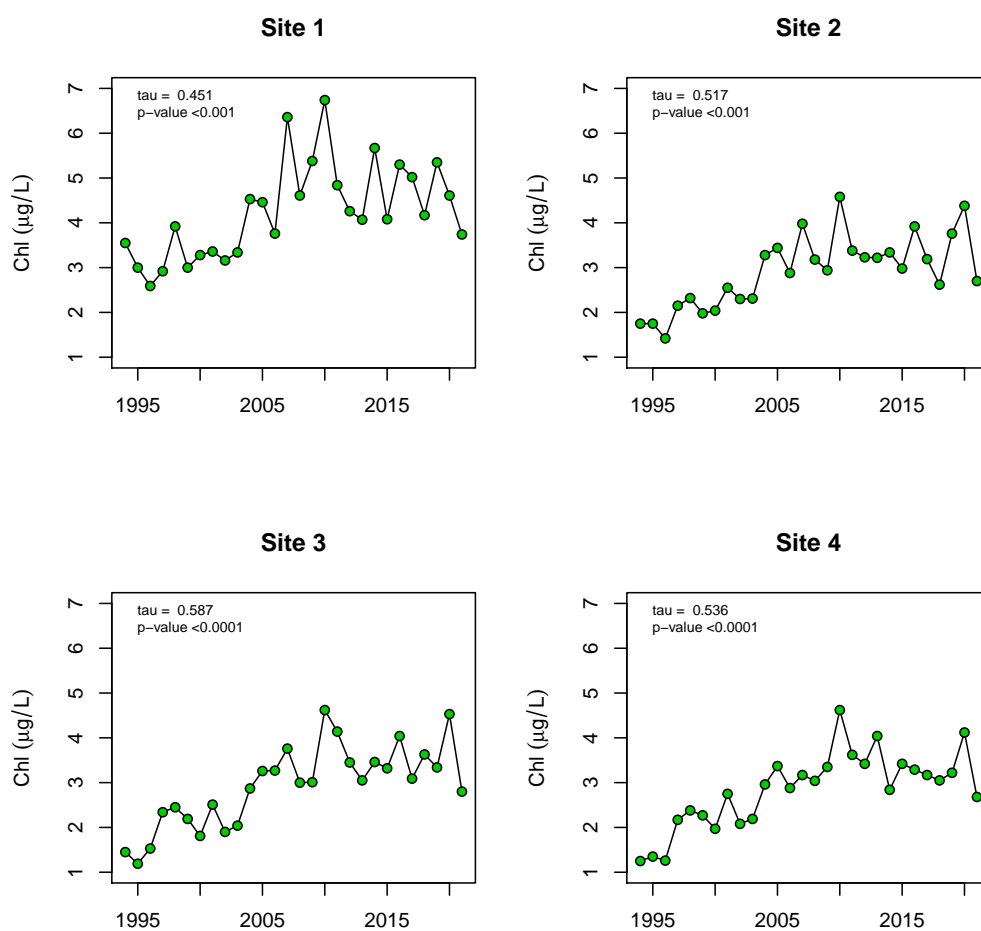 Site 1
tau = 0.451
p-value <0.001
Chl (µg/L)
7
6
5
4
3
2
1
1995 2005 2015
Site 2
tau = 0.517
p-value <0.001
Chl (µg/L)
7
6
5
4
3
2
1
1995 2005 2015
Site 3
tau = 0.587
p-value <0.0001
Chl (µg/L)
7
6
5
4
3
2
1
1995 2005 2015
Site 4
tau = 0.536
p-value <0.0001
Chl (µg/L)
7
6
5
4
3
2
1
1995 2005 2015